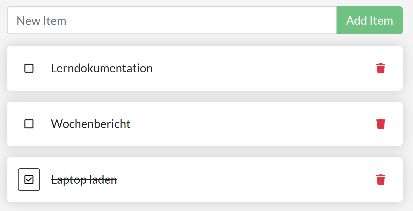 New Item
Add Item
Lerndokumentation
Wochenbericht
Laptop laden